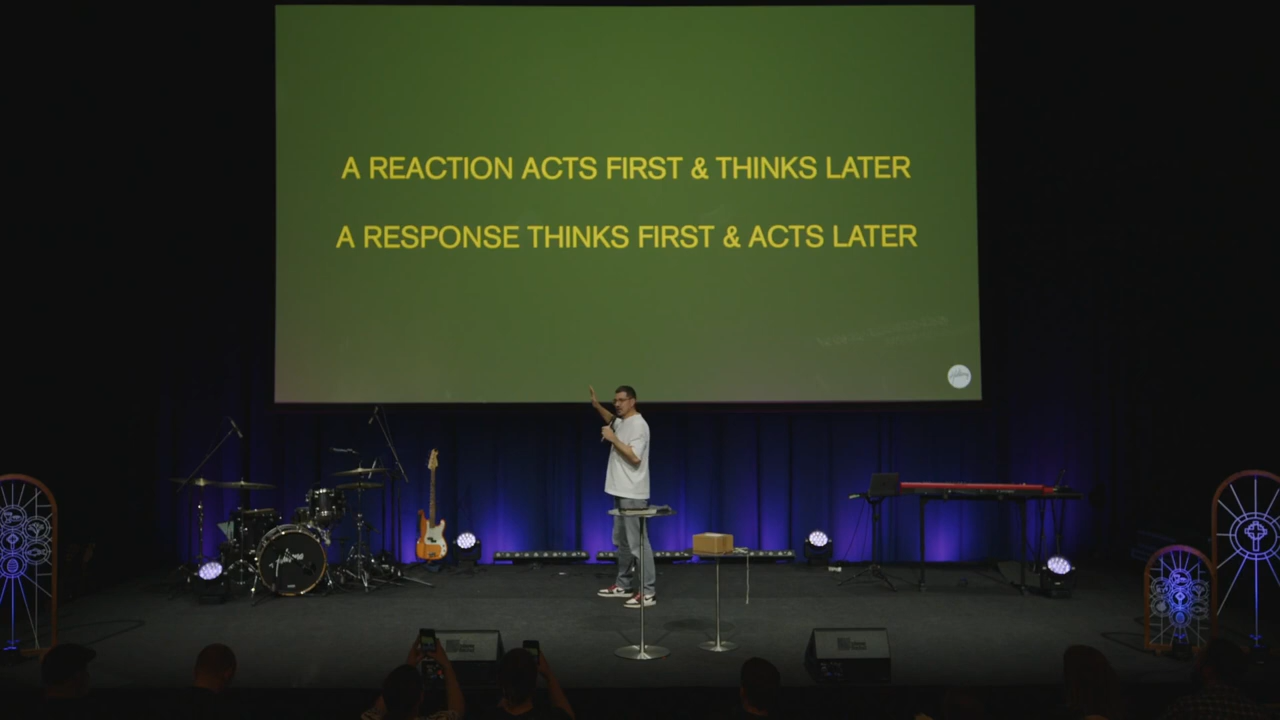 A REACTION ACTS FIRST & THINKS LATER
A RESPONSE THINKS FIRST & ACTS LATER